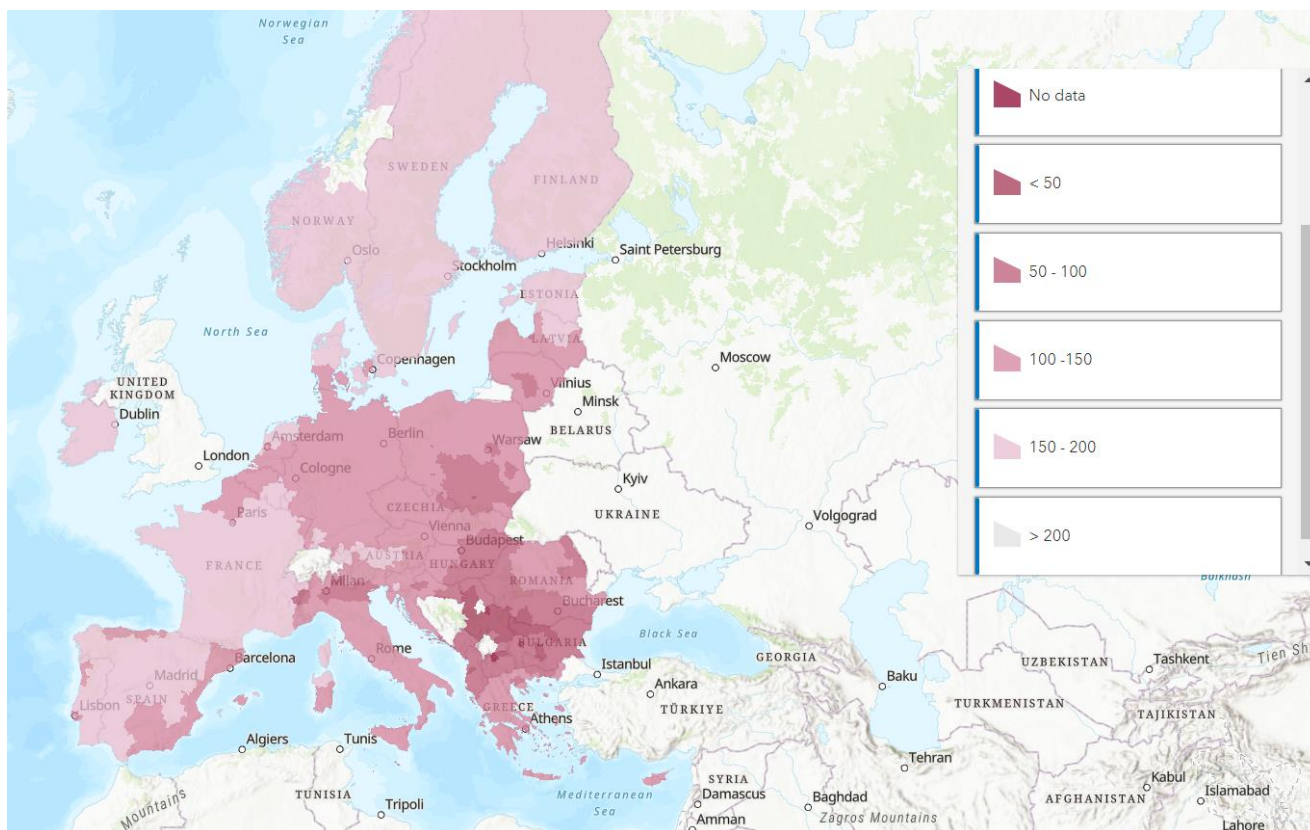 Norwegian
Sea
SWEDEN
FINLAND
NORWAY
Oslo
Helsinki
Saint Petersburg
Stockholm
ESTONIA
North Sea
LATVIA
Copenhagen
Moscow
UNITED
KINGDOM
Vilnius
Dublin
Minsk
BELARUS
Amsterdam
Berlin
Warsaw
London
Cologne
Kyiv
CZECHIA
Paris
UKRAINE
Volgograd
Vienna
Budapest
AUSTRIA
FRANCE
HUNGARY
Milan
ROMANIA
Bucharest
BULGARIA
Black Sea
Barcelona
Rome
GEORGIA
Istanbul
Madrid
SPAIN
Ankara
Baku
UZBEKISTAN
Tashkent
Tien Sh
Lisbon
GREECE
Athens
TÜRKIYE
TURKMENISTAN
TAJIKISTAN
Algiers
Tunis
Tehran
Mountains
TUNISIA
Mediterranean
Sea
SYRIA
Damascus
Baghdad
AFGHANISTAN
Kabul
Islamabad
Tripoli
Amman
Zagros Mountains
Lahore
No data
< 50
50 - 100
100 -150
150 - 200
> 200